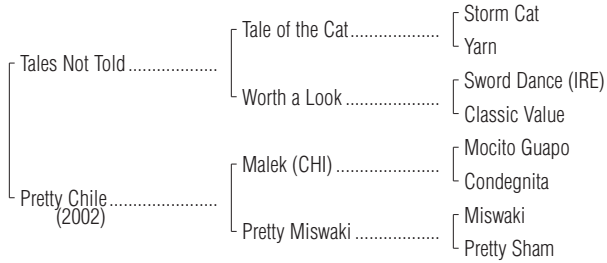 Storm Cat
Tale of the Cat....................
Yarn
Tales Not Told ...................
Sword Dance (IRE)
Worth a Look .....................
Classic Value
Mocito Guapo
Malek (CHI) .......................
Condegnita
Pretty Chile.......................
(2002)
Miswaki
Pretty Miswaki ..................
Pretty Sham